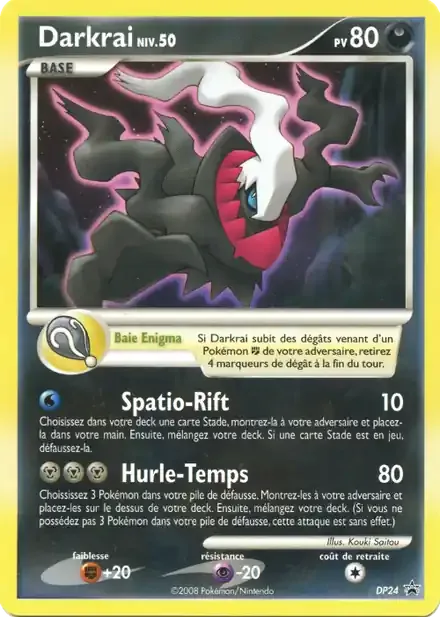 Darkrai NIV.50 PV 80
BASE
Baie Enigma
Si Darkrai subit des dégâts venant d'un
Pokémon de votre adversaire, retirez
4 marqueurs de dégât à la fin du tour.
Spatio-Rift 10
Choisissez dans votre deck une carte Stade, montrez-la à votre adversaire et placez-
la dans votre main. Ensuite, mélangez votre deck. Si une carte Stade est en jeu,
défaussez-la.
Hurle-Temps 80
Choississez 3 Pokémon dans votre pile de défausse. Montrez-les à votre adversaire et
placez-les sur le dessus de votre deck. Ensuite, mélangez votre deck. (Si vous ne
possédez pas 3 Pokémon dans votre pile de défausse, cette attaque est sans effet.)
Illus. Kouki Saitou
faiblesse résistance coût de retraite
+20 -20
©2008 Pokémon/Nintendo DP24